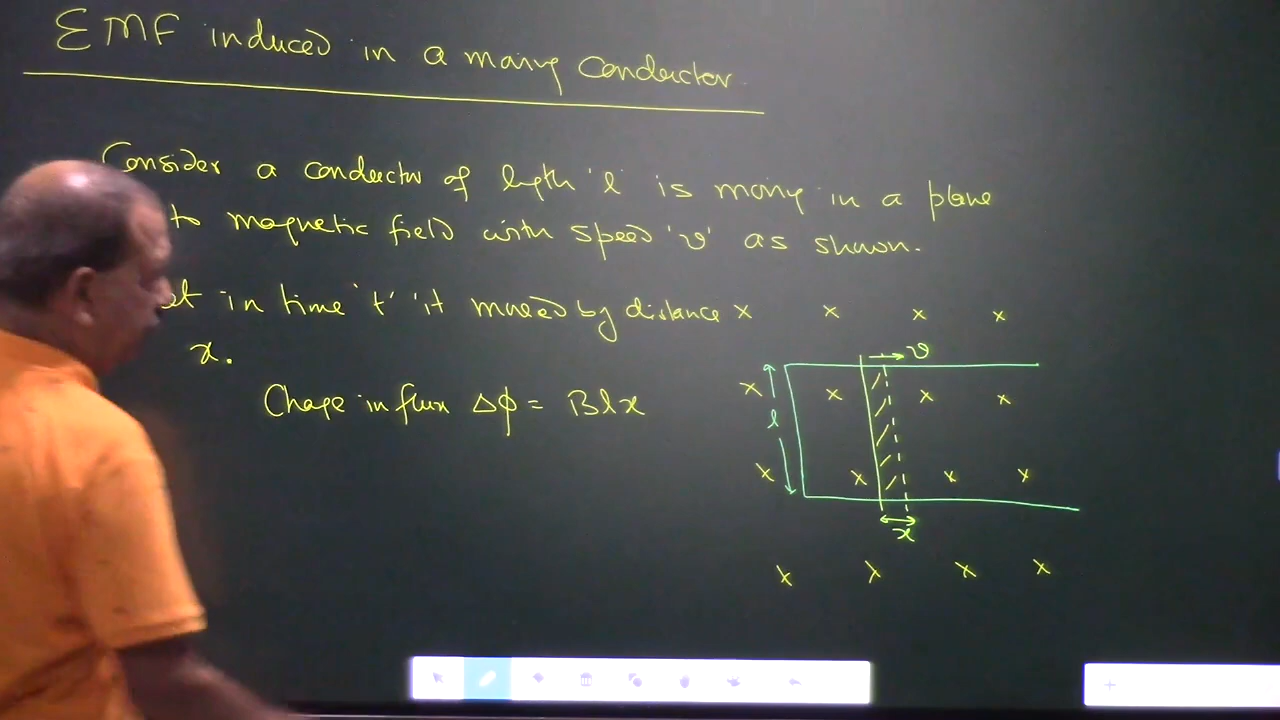 EMF induced in a moving conductor.
Consider a conductor of length 'l' is moving in a plane
to magnetic field with speed 'v' as shown.
in time 't' it moved by distance
x.
Change in flux Δϕ = Blx
v
l
x